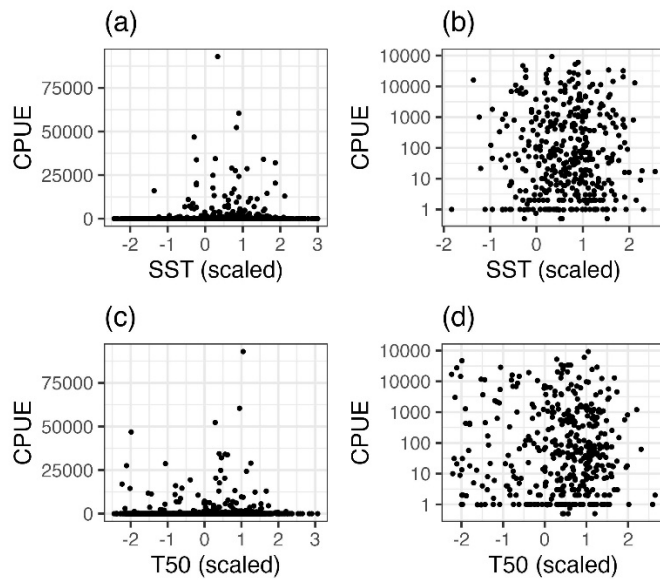 (a)
CPUE
75000
50000
25000
0
-2 -1 0 1 2 3
SST (scaled)
(b)
CPUE
10000
1000
100
10
1
-2 -1 0 1 2
SST (scaled)
(c)
CPUE
75000
50000
25000
0
-2 -1 0 1 2 3
T50 (scaled)
(d)
CPUE
10000
1000
100
10
1
-2 -1 0 1 2
T50 (scaled)